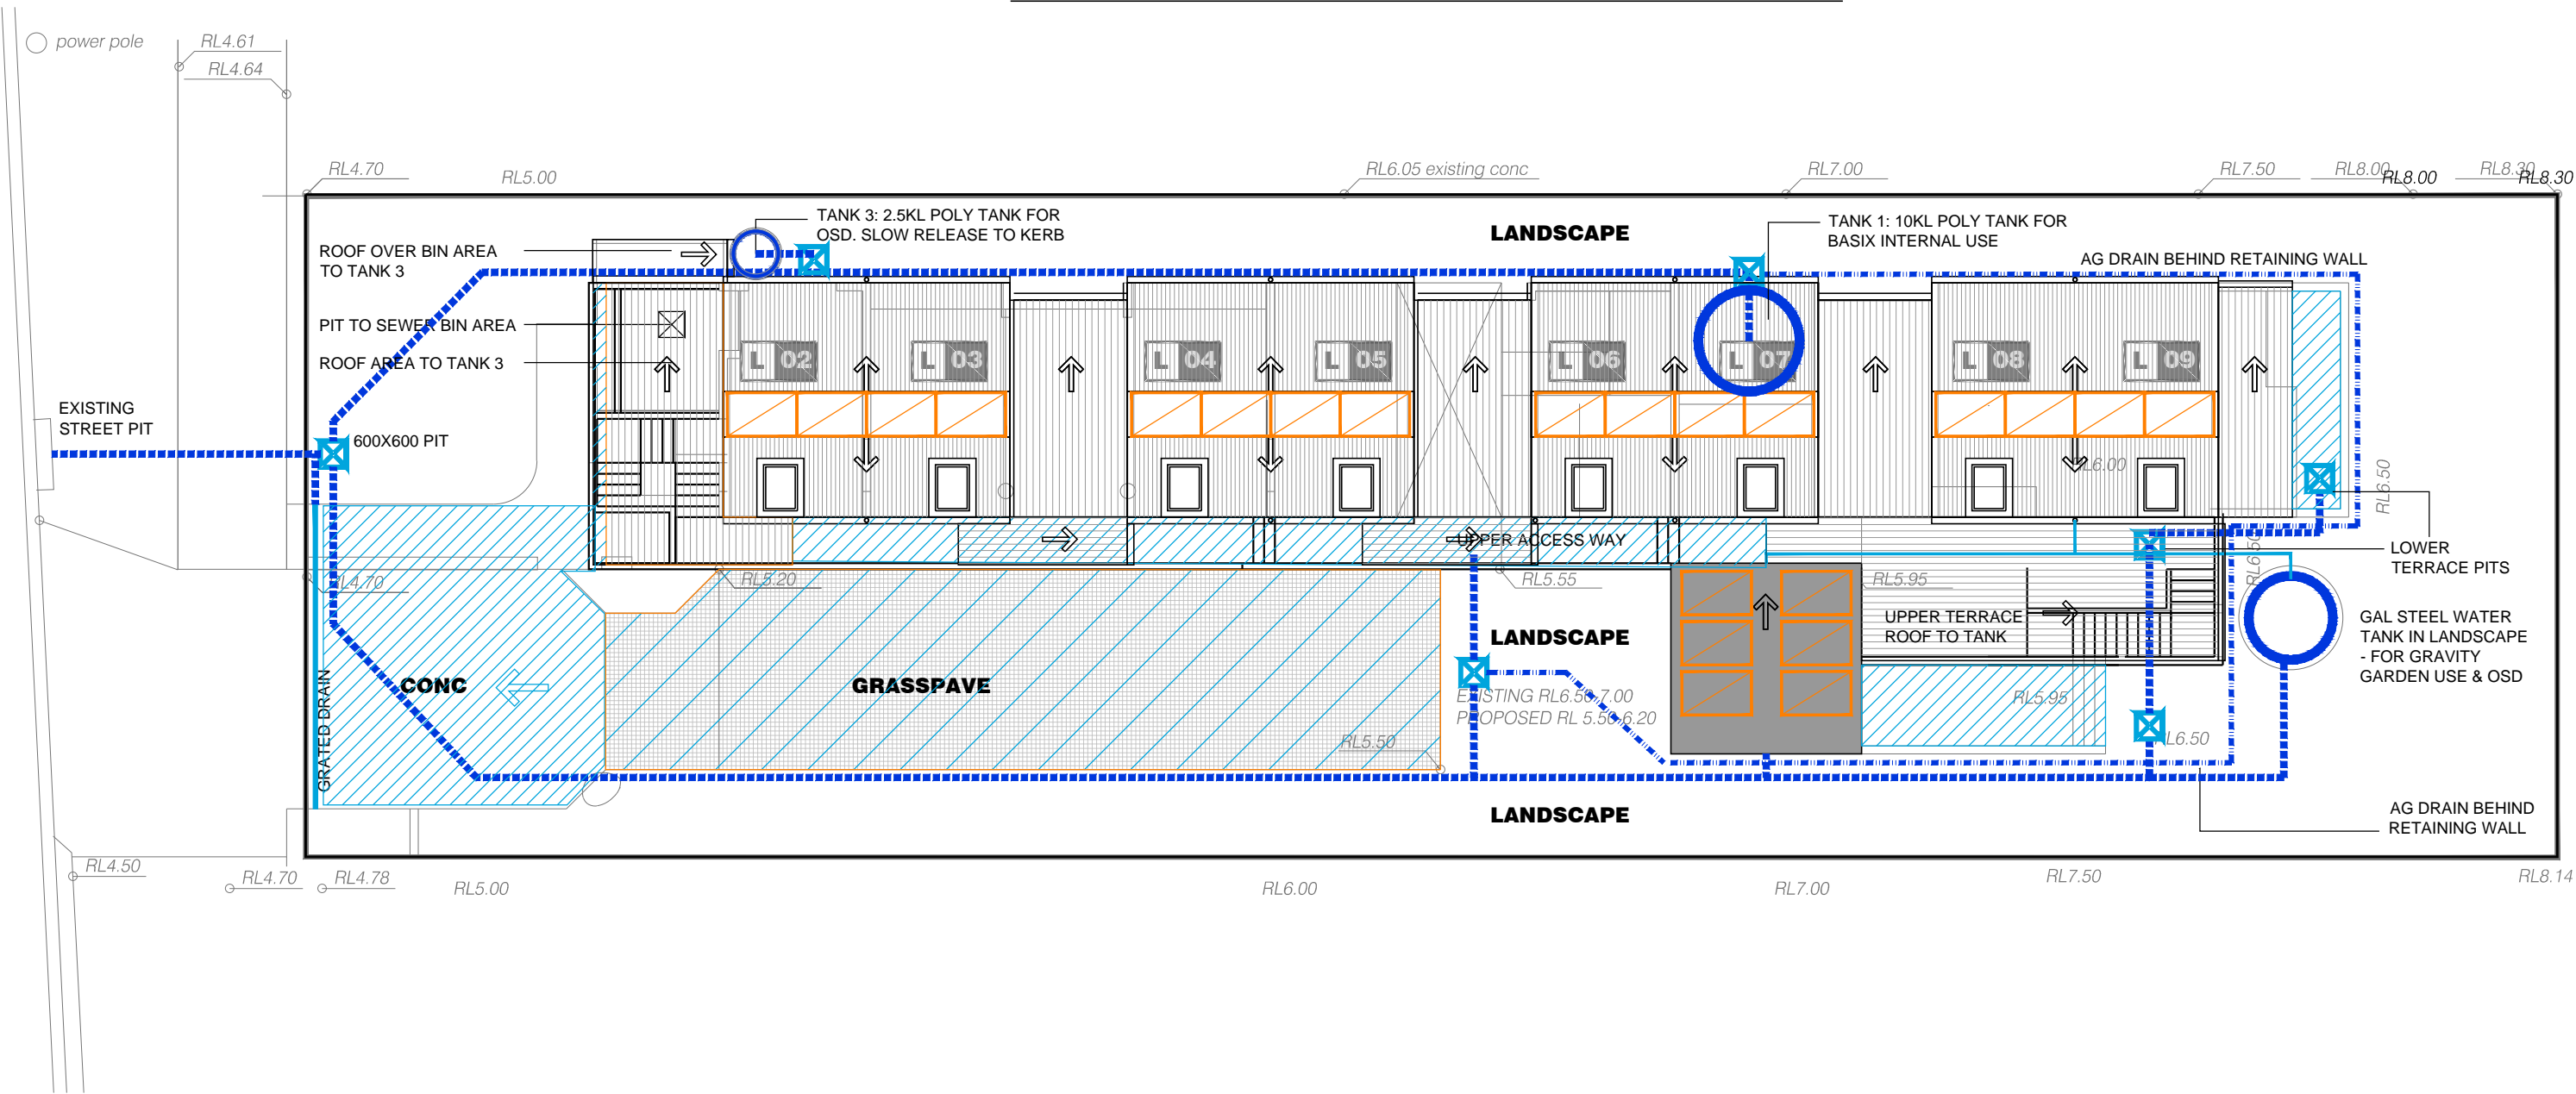 power pole
RL4.61
RL4.64
RL4.70
RL5.00
RL6.05 existing conc
RL7.00
RL7.50
RL8.00
RL8.00
RL8.30
RL8.30
TANK 3: 2.5KL POLY TANK FOR
OSD. SLOW RELEASE TO KERB
LANDSCAPE
TANK 1: 10KL POLY TANK FOR
BASIX INTERNAL USE
ROOF OVER BIN AREA
TO TANK 3
AG DRAIN BEHIND RETAINING WALL
PIT TO SEWER BIN AREA
ROOF AREA TO TANK 3
L 02
L 03
L 04
L 05
L 06
L 07
L 08
L 09
EXISTING
STREET PIT
600X600 PIT
RL6.00
RL6.50
UPPER ACCESS WAY
RL6.50
LOWER
TERRACE PITS
RL4.70
RL5.20
RL5.55
RL5.95
UPPER TERRACE
ROOF TO TANK
LANDSCAPE
GAL STEEL WATER
TANK IN LANDSCAPE
- FOR GRAVITY
GARDEN USE & OSD
CONC
GRASSPAVE
GRATED DRAIN
EXISTING RL6.50-7.00
PROPOSED RL 5.50-6.20
RL5.95
RL5.50
RL6.50
LANDSCAPE
AG DRAIN BEHIND
RETAINING WALL
RL4.50
RL4.70
RL4.78
RL5.00
RL6.00
RL7.00
RL7.50
RL8.14